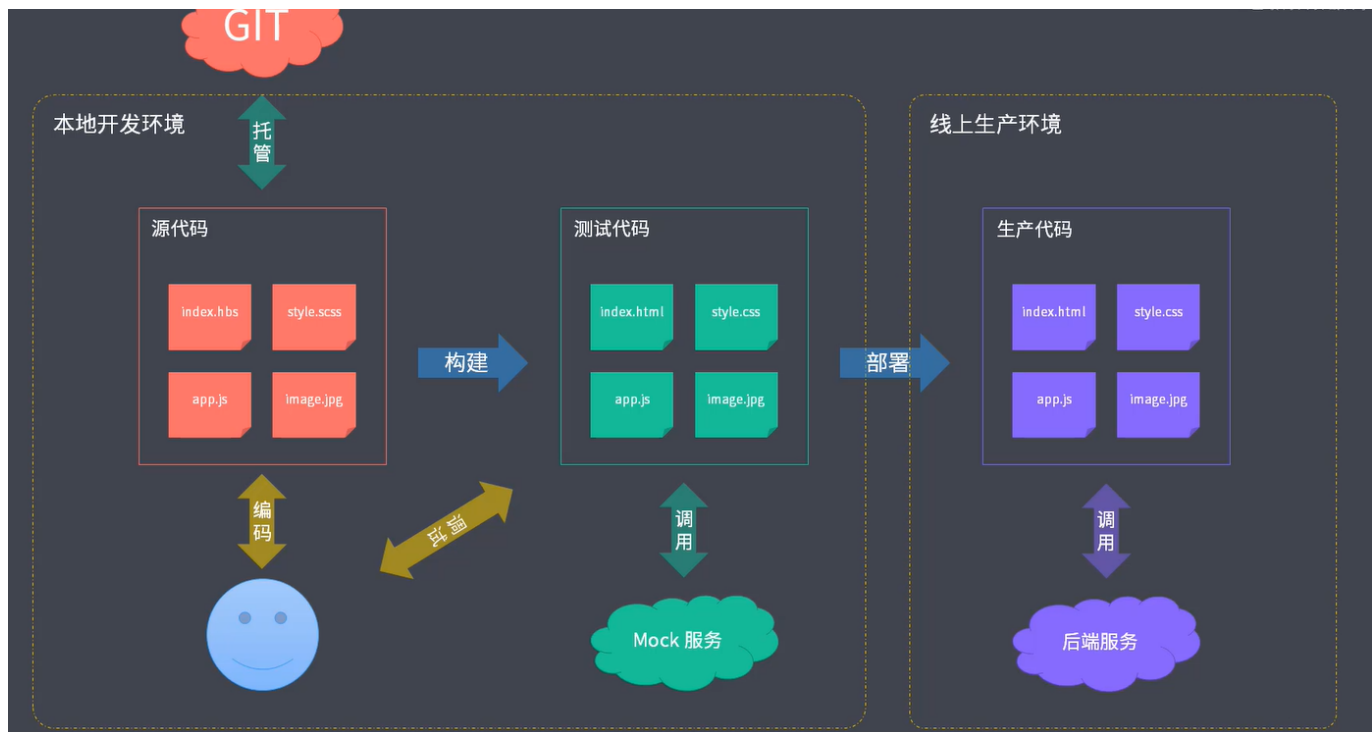 GIT
本地开发环境
线上生产环境
托
管
源代码
测试代码
生产代码
index.hbs
style.scss
index.html
style.css
index.html
style.css
构建
部署
app.js
image.jpg
app.js
image.jpg
app.js
image.jpg
编
码
调试
调
用
调
用
Mock 服务
后端服务